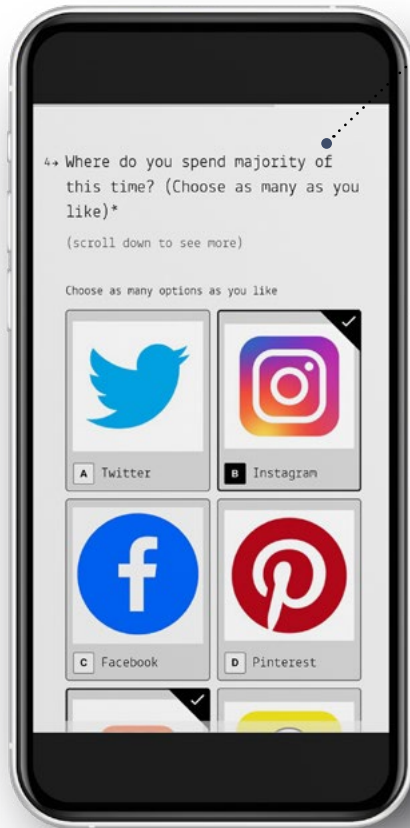 4→ Where do you spend majority of
this time? (Choose as many as you
like)*
(scroll down to see more)
Choose as many options as you like
A Twitter
B Instagram
C Facebook
D Pinterest